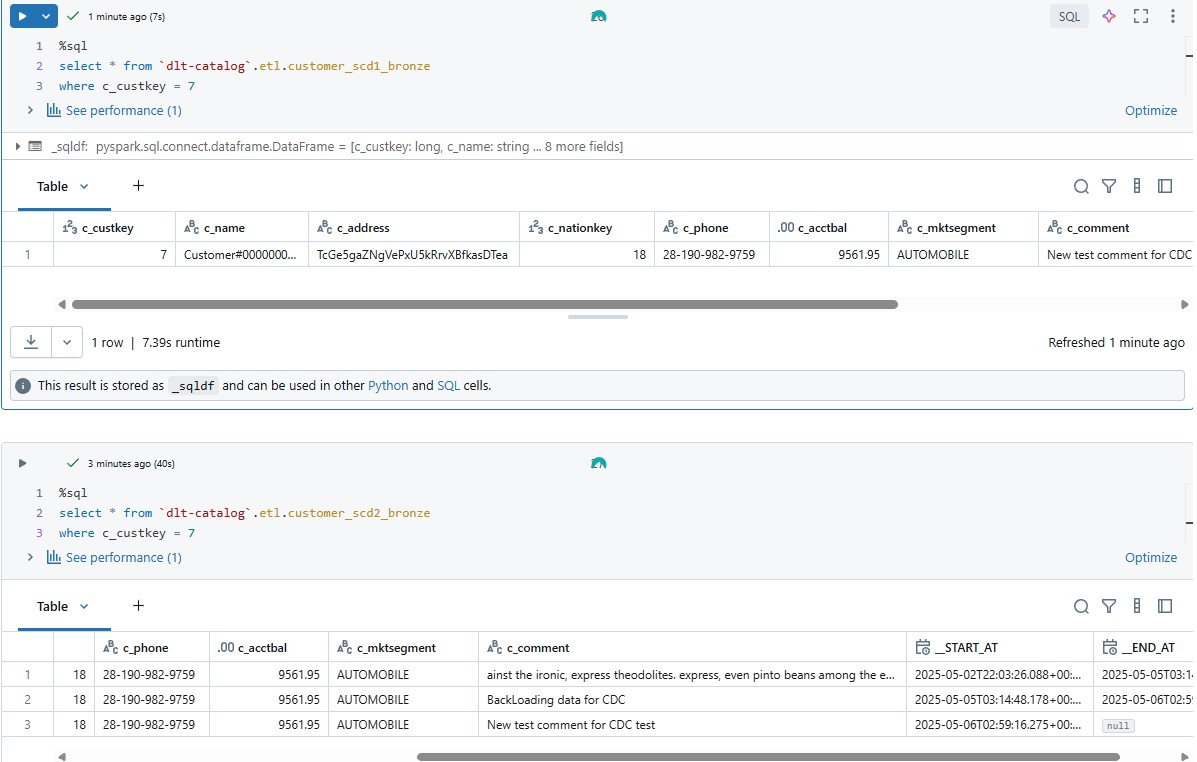 1 minute ago (7s)
SQL
1 %sql
2 select * from `dlt-catalog`.etl.customer_scd1_bronze
3 where c_custkey = 7
See performance (1)
Optimize
_sqldf: pyspark.sql.connect.dataframe.DataFrame = [c_custkey: long, c_name: string ... 8 more fields]
Table +
c_custkey c_name c_address c_nationkey c_phone .00 c_acctbal c_mktsegment c_comment
1 7 Customer#0000000... TcGe5gaZNgVePxU5kRrvXBfkasDTea 18 28-190-982-9759 9561.95 AUTOMOBILE New test comment for CDC
1 row | 7.39s runtime
Refreshed 1 minute ago
This result is stored as _sqldf and can be used in other Python and SQL cells.
3 minutes ago (40s)
1 %sql
2 select * from `dlt-catalog`.etl.customer_scd2_bronze
3 where c_custkey = 7
See performance (1)
Optimize
Table +
c_phone .00 c_acctbal c_mktsegment c_comment __START_AT __END_AT
1 18 28-190-982-9759 9561.95 AUTOMOBILE ainst the ironic, express theodolites. express, even pinto beans among the e... 2025-05-02T22:03:26.088+00:... 2025-05-05T03:14
2 18 28-190-982-9759 9561.95 AUTOMOBILE BackLoading data for CDC 2025-05-05T03:14:48.178+00:... 2025-05-06T02:59
3 18 28-190-982-9759 9561.95 AUTOMOBILE New test comment for CDC test 2025-05-06T02:59:16.275+00:... null